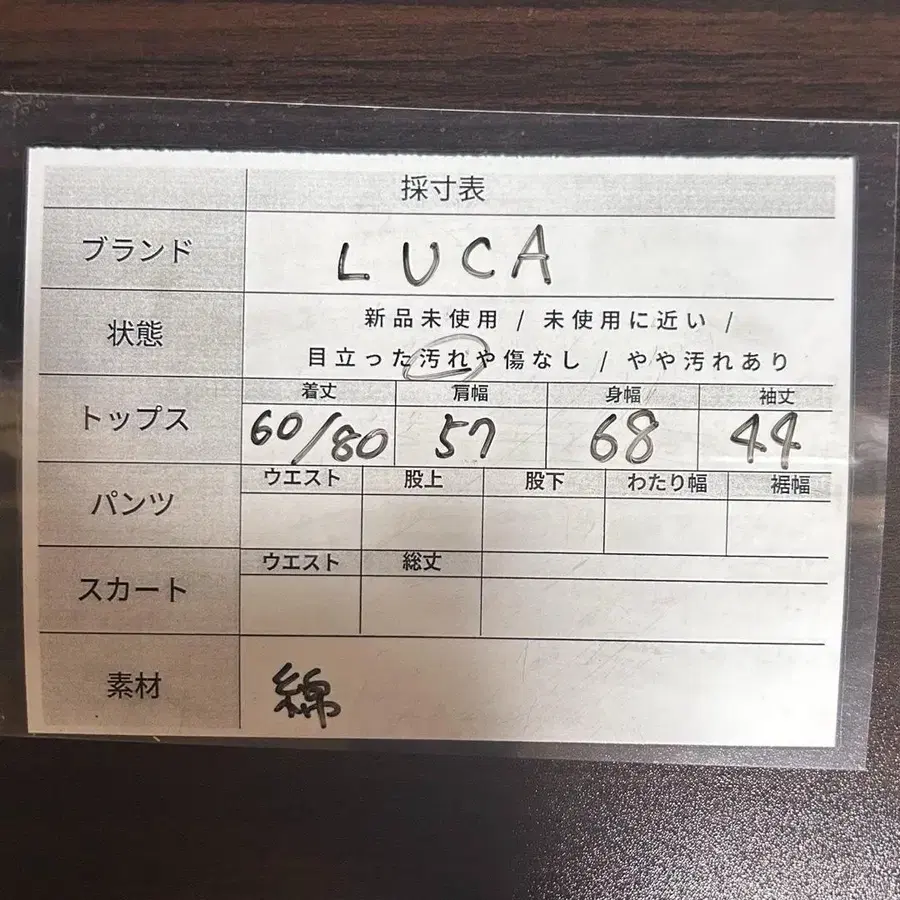 採寸表
ブランド
LUCA
状態
新品未使用 / 未使用に近い /
目立った汚れや傷なし / やや汚れあり
トップス
着丈 肩幅 身幅 袖丈
60/80 57 68 44
パンツ
ウエスト 股上 股下 わたり幅 裾幅
スカート
ウエスト 総丈
素材
綿